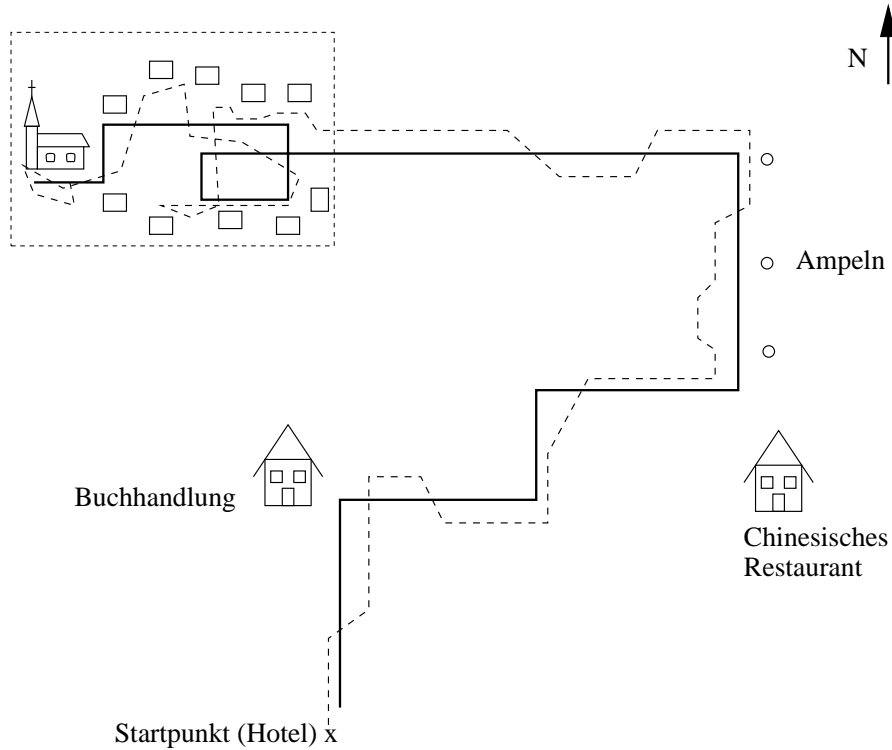 N
Ampeln
Buchhandlung
Chinesisches
Restaurant
Startpunkt (Hotel) x